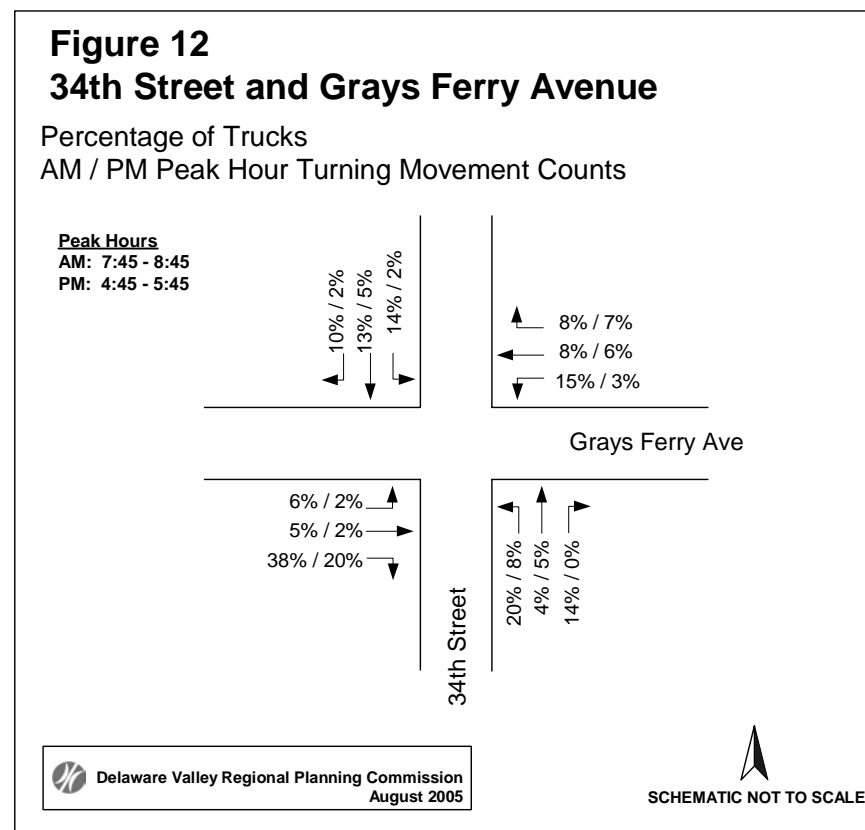 Figure 12
34th Street and Grays Ferry Avenue
Percentage of Trucks
AM / PM Peak Hour Turning Movement Counts
Peak Hours
AM: 7:45 - 8:45
PM: 4:45 - 5:45
10% / 2%
13% / 5%
14% / 2%
8% / 7%
8% / 6%
15% / 3%
Grays Ferry Ave
6% / 2%
5% / 2%
38% / 20%
20% / 8%
4% / 5%
14% / 0%
34th Street
Delaware Valley Regional Planning Commission
August 2005
SCHEMATIC NOT TO SCALE